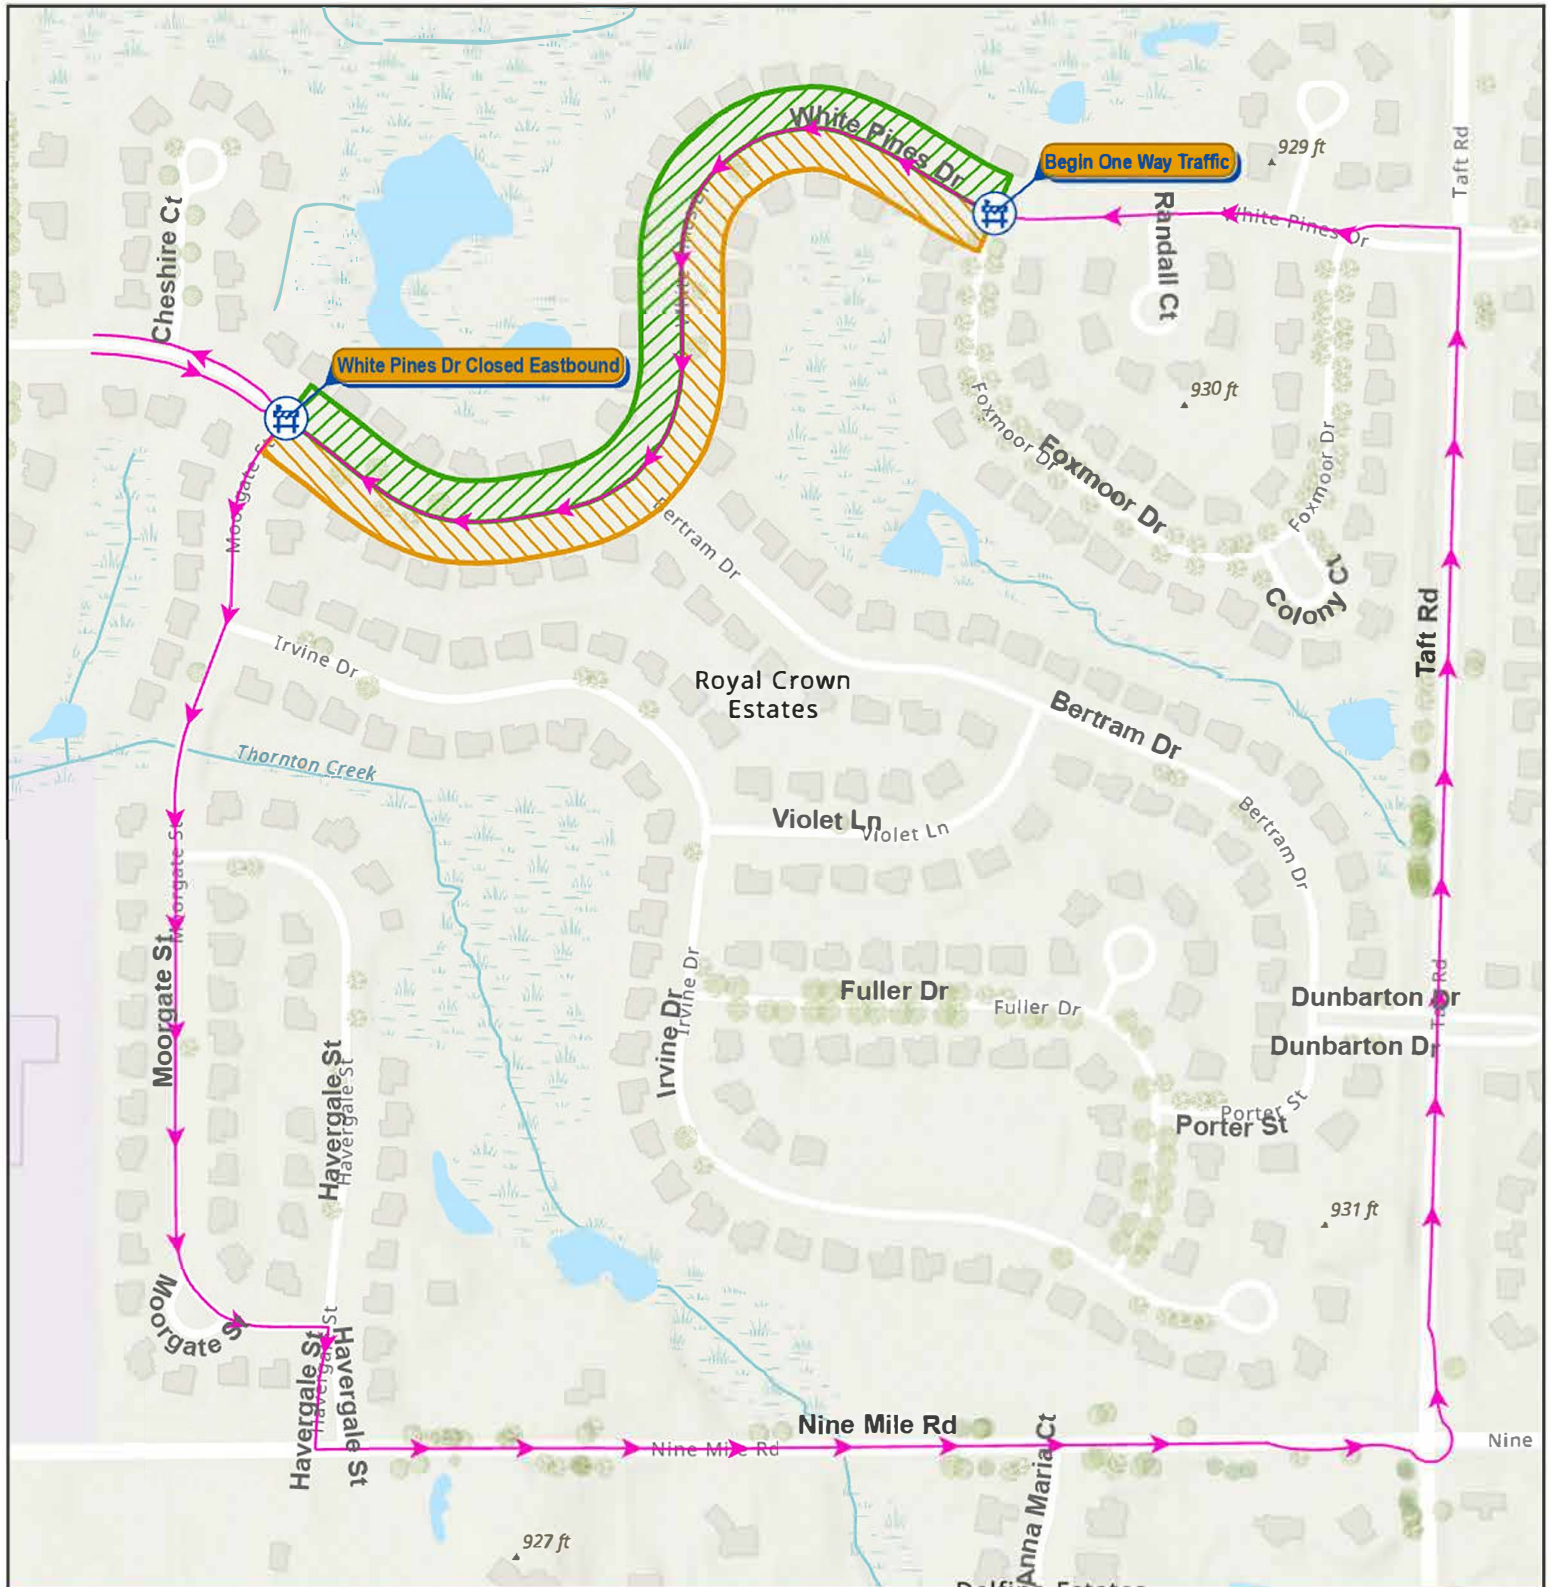 White Pines Dr
Begin One Way Traffic
929 ft
Taft Rd
Cheshire Ct
Randall Ct
White Pines Dr
White Pines Dr Closed Eastbound
930 ft
Foxmoor Dr
Foxmoor Dr
Foxmoor Dr
Moorgate St
Bertram Dr
Colony Ct
Taft Rd
Irvine Dr
Royal Crown
Estates
Bertram Dr
Thornton Creek
Violet Ln
Violet Ln
Bertram Dr
Moorgate St
Moorgate St
Irvine Dr
Irvine Dr
Fuller Dr
Fuller Dr
Dunbarton Dr
Taft Rd
Dunbarton Dr
Havergale St
Havergale St
Porter St
Porter St
931 ft
Moorgate St
Havergale St
Havergale St
Havergale St
Nine Mile Rd
Nine Mile Rd
Nine
Anna Maria Ct
927 ft